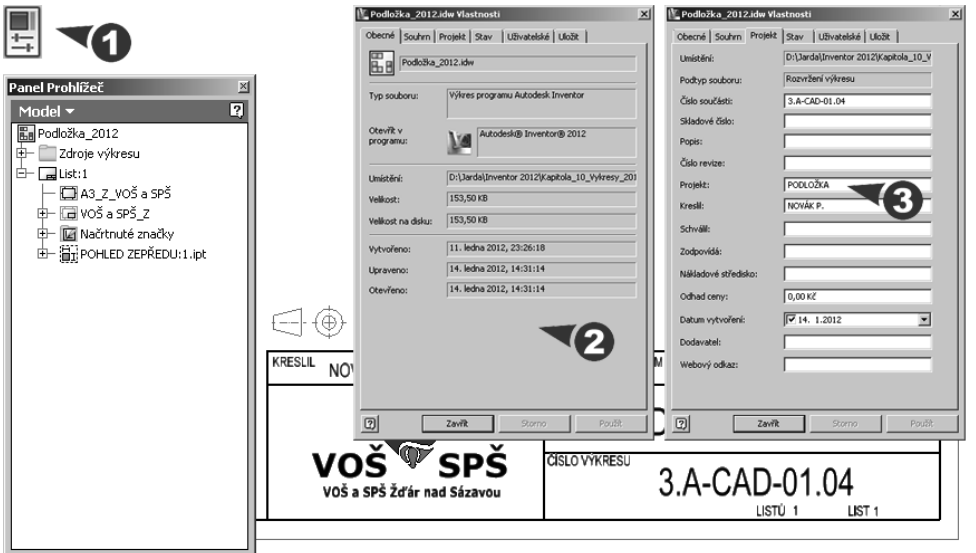 1
Panel Prohlížeč
Model
Podložka_2012
Zdroje výkresu
List:1
A3_Z_VOŠ a SPŠ
VOŠ a SPŠ_Z
Načrtnuté značky
POHLED ZEPŘEDU:1.ipt
Podložka_2012.idw Vlastnosti
Obecné Souhrn Projekt Stav Uživatelské Uložit
Podložka_2012.idw
Typ souboru: Výkres programu Autodesk Inventor
Otevřít v programu: Autodesk® Inventor® 2012
Umístění: D:\Jarda\Inventor 2012\Kapitola_10_Vykresy_201
Velikost: 153,50 KB
Velikost na disku: 153,50 KB
Vytvořeno: 11. ledna 2012, 23:26:18
Upraveno: 14. ledna 2012, 14:31:14
Otevřeno: 14. ledna 2012, 14:31:14
2
Zavřít Storno Použít
Podložka_2012.idw Vlastnosti
Obecné Souhrn Projekt Stav Uživatelské Uložit
Umístění: D:\Jarda\Inventor 2012\Kapitola_10_V
Podtyp souboru: Rozvržení výkresu
Číslo součásti: 3.A-CAD-01.04
Skladové číslo:
Popis:
Číslo revize:
Projekt: PODLOŽKA
3
Kreslil: NOVÁK P.
Schválil:
Zodpovídá:
Nákladové středisko:
Odhad ceny: 0,00 Kč
Datum vytvoření: 14. 1.2012
Dodavatel:
Webový odkaz:
Zavřít Storno Použít
KRESLIL
NOV
VOŠ SPŠ
VOŠ a SPŠ Žďár nad Sázavou
ČÍSLO VÝKRESU
3.A-CAD-01.04
LISTŮ 1 LIST 1